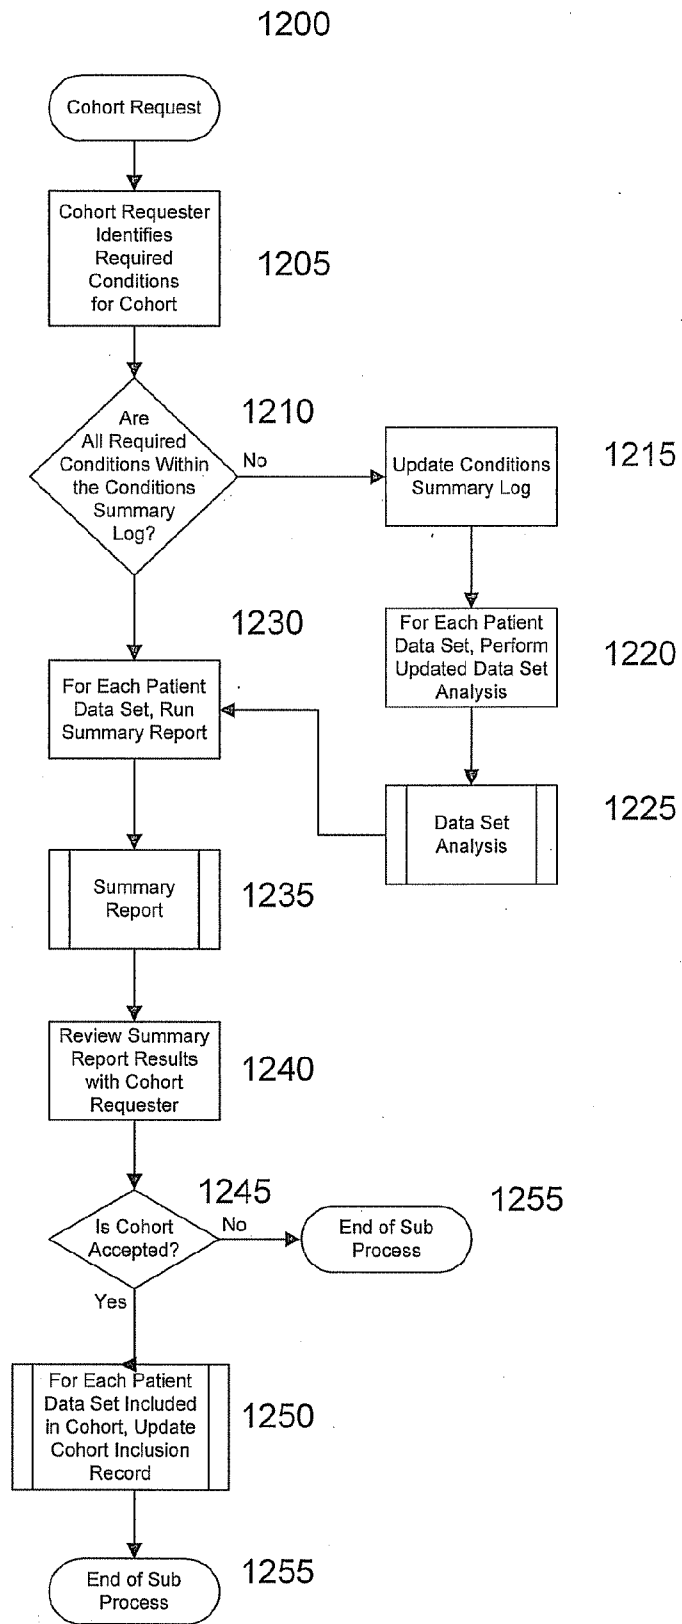 1200
Cohort Request
Cohort Requester
Identifies
Required
Conditions
for Cohort
1205
Are
All Required
Conditions Within
the Conditions
Summary
Log?
1210
No
Update Conditions
Summary Log
1215
For Each Patient
Data Set, Perform
Updated Data Set
Analysis
1220
Data Set
Analysis
1225
1230
For Each Patient
Data Set, Run
Summary Report
Summary
Report
1235
Review Summary
Report Results
with Cohort
Requester
1240
Is Cohort
Accepted?
1245
No
End of Sub
Process
1255
Yes
For Each Patient
Data Set Included
in Cohort, Update
Cohort Inclusion
Record
1250
End of Sub
Process
1255